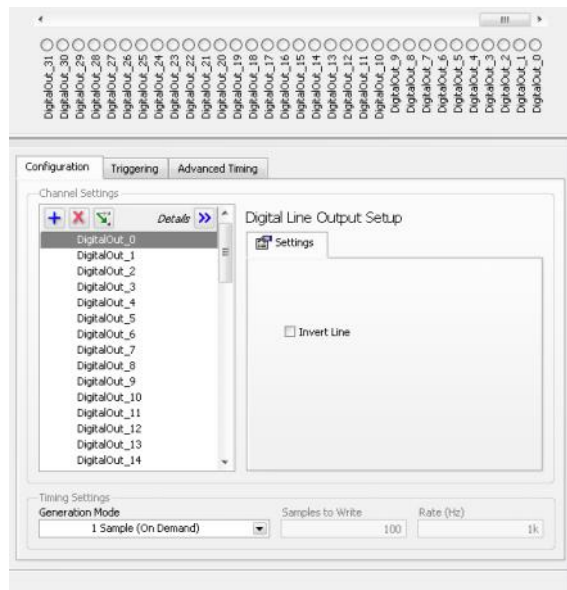 DigitalOut_31
DigitalOut_30
DigitalOut_29
DigitalOut_28
DigitalOut_27
DigitalOut_26
DigitalOut_25
DigitalOut_24
DigitalOut_23
DigitalOut_22
DigitalOut_21
DigitalOut_20
DigitalOut_19
DigitalOut_18
DigitalOut_17
DigitalOut_16
DigitalOut_15
DigitalOut_14
DigitalOut_13
DigitalOut_12
DigitalOut_11
DigitalOut_10
DigitalOut_9
DigitalOut_8
DigitalOut_7
DigitalOut_6
DigitalOut_5
DigitalOut_4
DigitalOut_3
DigitalOut_2
DigitalOut_1
DigitalOut_0
Configuration Triggering Advanced Timing
Channel Settings
Details
DigitalOut_0
DigitalOut_1
DigitalOut_2
DigitalOut_3
DigitalOut_4
DigitalOut_5
DigitalOut_6
DigitalOut_7
DigitalOut_8
DigitalOut_9
DigitalOut_10
DigitalOut_11
DigitalOut_12
DigitalOut_13
DigitalOut_14
Digital Line Output Setup
Settings
Invert Line
Timing Settings
Generation Mode Samples to Write Rate (Hz)
1 Sample (On Demand) 100 1k